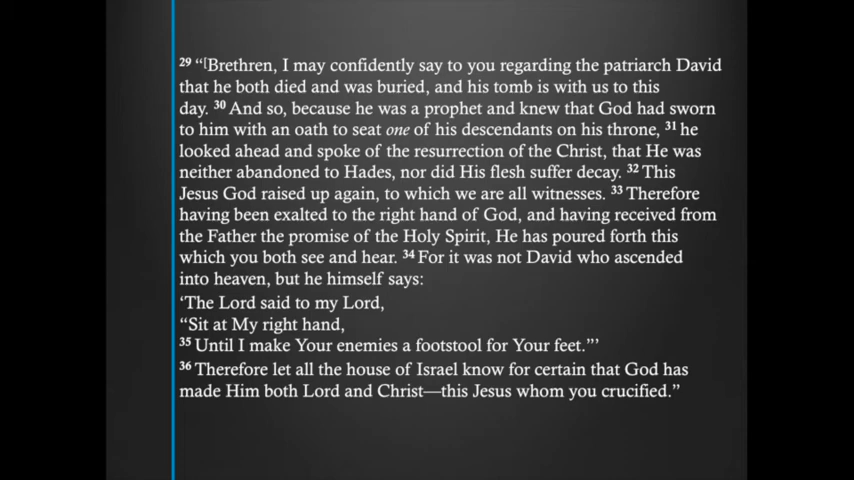 29 “[Brethren, I may confidently say to you regarding the patriarch David
that he both died and was buried, and his tomb is with us to this
day. 30 And so, because he was a prophet and knew that God had sworn
to him with an oath to seat one of his descendants on his throne, 31 he
looked ahead and spoke of the resurrection of the Christ, that He was
neither abandoned to Hades, nor did His flesh suffer decay. 32 This
Jesus God raised up again, to which we are all witnesses. 33 Therefore
having been exalted to the right hand of God, and having received from
the Father the promise of the Holy Spirit, He has poured forth this
which you both see and hear. 34 For it was not David who ascended
into heaven, but he himself says:
‘The Lord said to my Lord,
“Sit at My right hand,
35 Until I make Your enemies a footstool for Your feet.”’
36 Therefore let all the house of Israel know for certain that God has
made Him both Lord and Christ—this Jesus whom you crucified.”